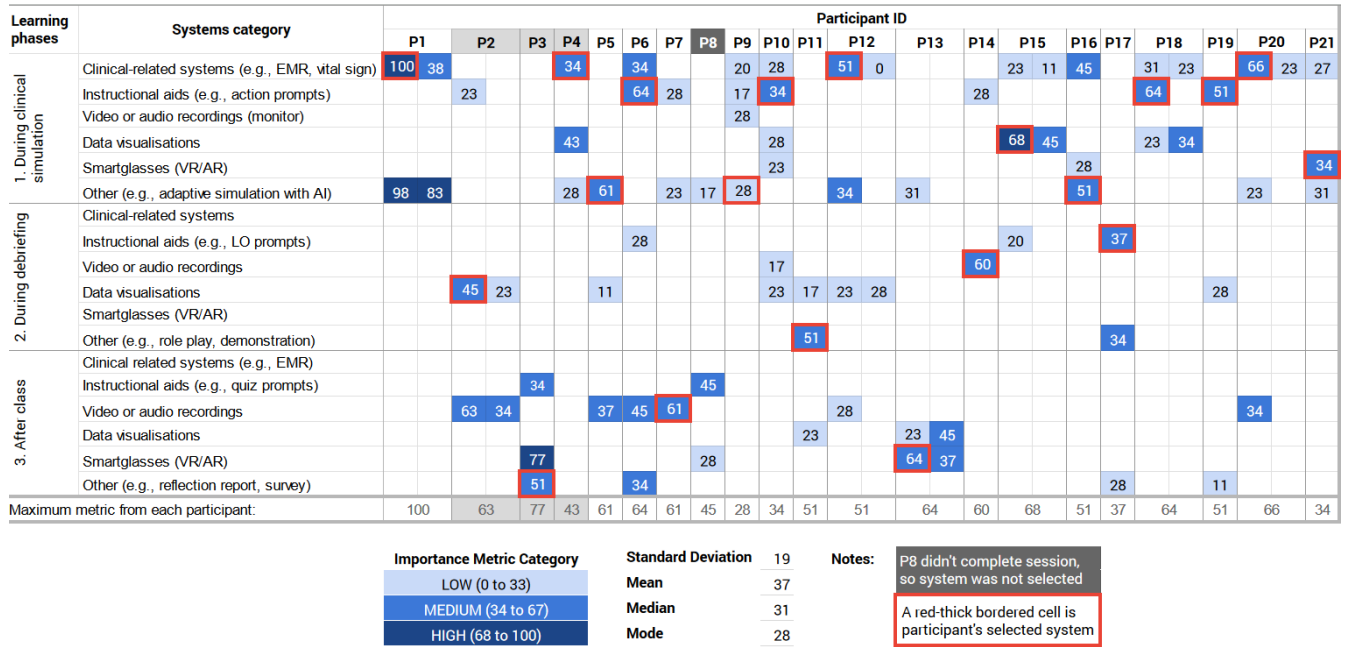 Learning phases Systems category Participant ID
P1 P2 P3 P4 P5 P6 P7 P8 P9 P10 P11 P12 P13 P14 P15 P16 P17 P18 P19 P20 P21
1. During clinical simulation
Clinical-related systems (e.g., EMR, vital sign) 100 38 34 34 20 28 51 0 23 11 45 31 23 66 23 27
Instructional aids (e.g., action prompts) 23 64 28 17 34 28 64 51
Video or audio recordings (monitor) 28
Data visualisations 43 28 68 45 23 34
Smartglasses (VR/AR) 23 28 34
Other (e.g., adaptive simulation with AI) 98 83 28 61 23 17 28 34 31 51 23 31
2. During debriefing
Clinical-related systems
Instructional aids (e.g., LO prompts) 28 20 37
Video or audio recordings 17 60
Data visualisations 45 23 11 23 17 23 28 28
Smartglasses (VR/AR)
Other (e.g., role play, demonstration) 51 34
3. After class
Clinical related systems (e.g., EMR)
Instructional aids (e.g., quiz prompts) 34 45
Video or audio recordings 63 34 37 45 61 28 34
Data visualisations 23 23 45
Smartglasses (VR/AR) 77 28 64 37
Other (e.g., reflection report, survey) 51 34 28 11
Maximum metric from each participant: 100 63 77 43 61 64 61 45 28 34 51 51 64 60 68 51 37 64 51 66 34
Importance Metric Category
LOW (0 to 33)
MEDIUM (34 to 67)
HIGH (68 to 100)
Standard Deviation 19
Mean 37
Median 31
Mode 28
Notes:
P8 didn't complete session,
so system was not selected
A red-thick bordered cell is
participant's selected system